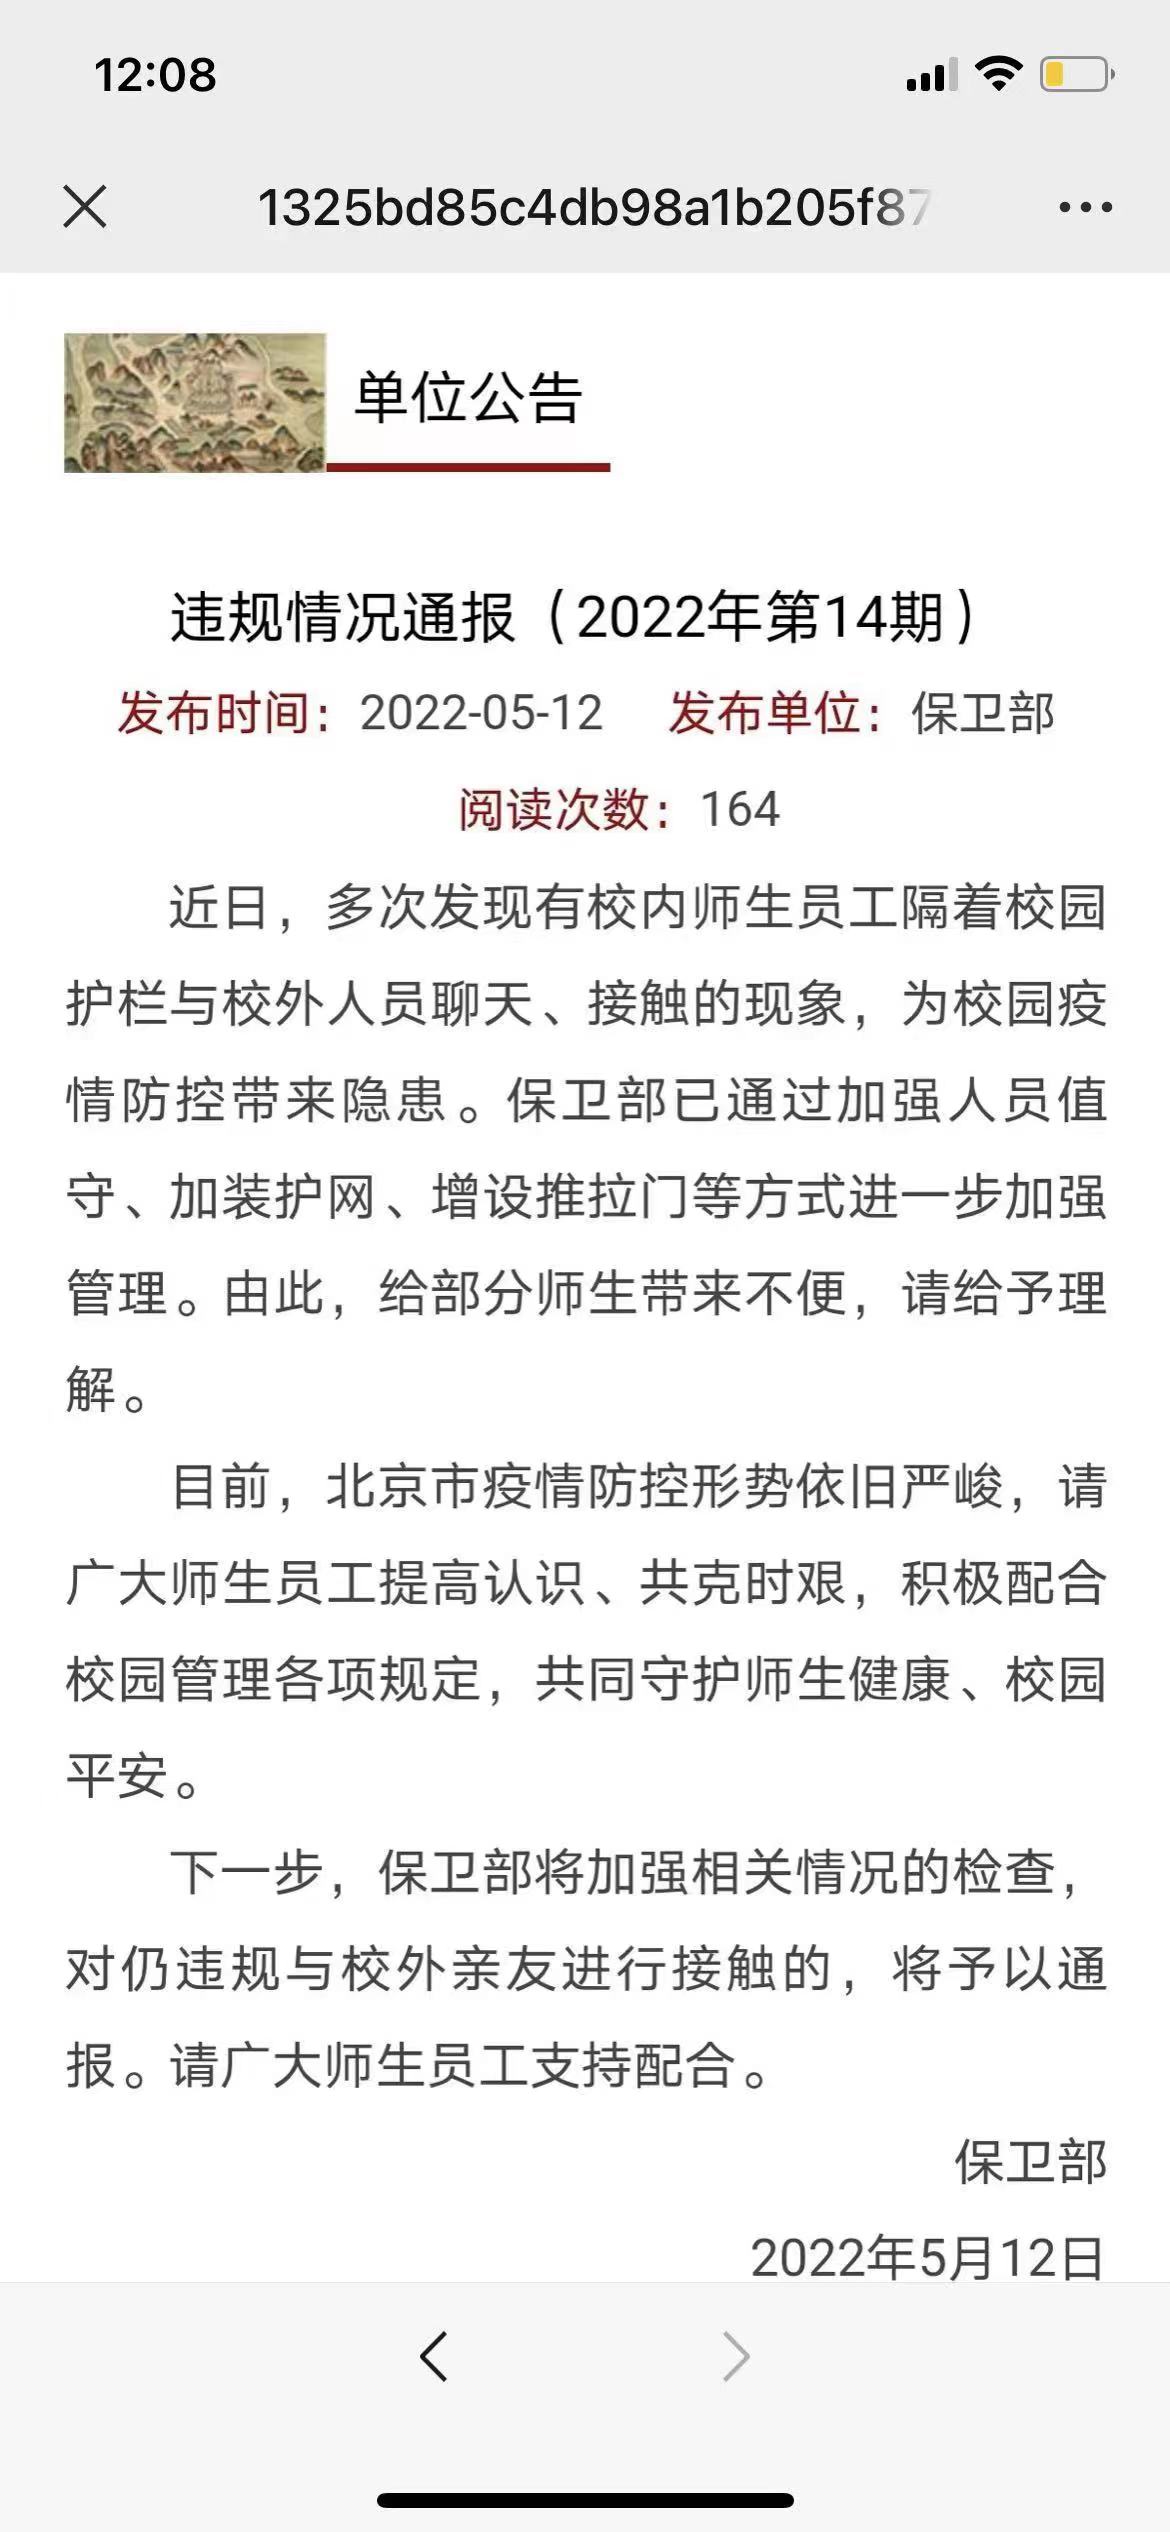 12:08
1325bd85c4db98a1b205f87
单位公告
违规情况通报（2022年第14期）
发布时间：2022-05-12 发布单位：保卫部
阅读次数：164
近日，多次发现有校内师生员工隔着校园
护栏与校外人员聊天、接触的现象，为校园疫
情防控带来隐患。保卫部已通过加强人员值
守、加装护网、增设推拉门等方式进一步加强
管理。由此，给部分师生带来不便，请给予理
解。
目前，北京市疫情防控形势依旧严峻，请
广大师生员工提高认识、共克时艰，积极配合
校园管理各项规定，共同守护师生健康、校园
平安。
下一步，保卫部将加强相关情况的检查，
对仍违规与校外亲友进行接触的，将予以通
报。请广大师生员工支持配合。
保卫部
2022年5月12日